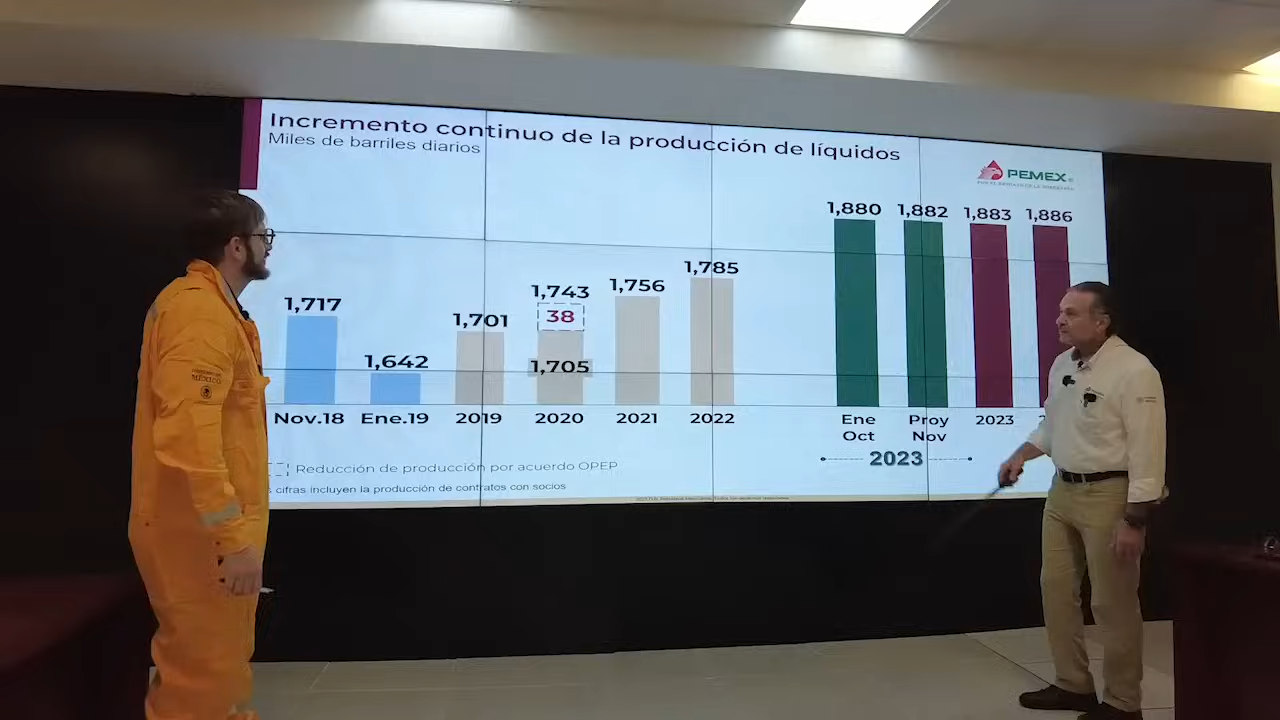 Incremento continuo de la producción de líquidos
Miles de barriles diarios
PEMEX
1,717
1,642
1,701
1,743
38
1,705
1,756
1,785
1,880
1,882
1,883
1,886
Nov.18
Ene.19
2019
2020
2021
2022
Ene
Oct
Proy
Nov
2023
2023
Reducción de producción por acuerdo OPEP
cifras incluyen la producción de contratos con socios
MÉXICO